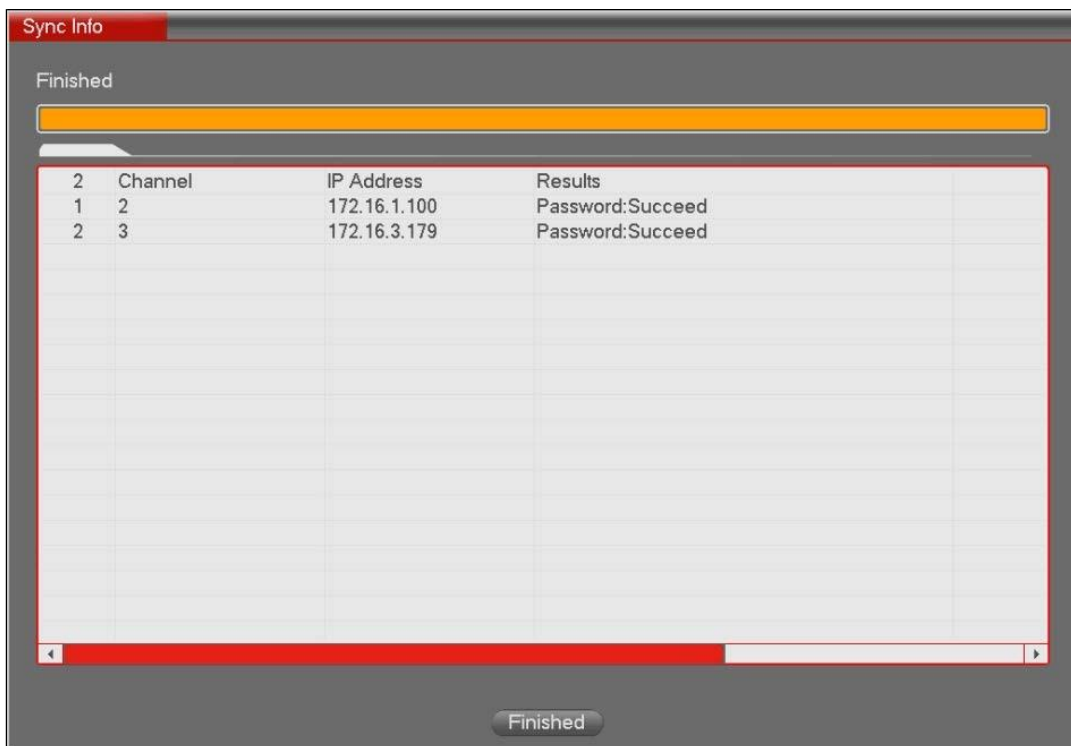 Sync Info
Finished
2 Channel IP Address Results
1 2 172.16.1.100 Password:Succeed
2 3 172.16.3.179 Password:Succeed
Finished